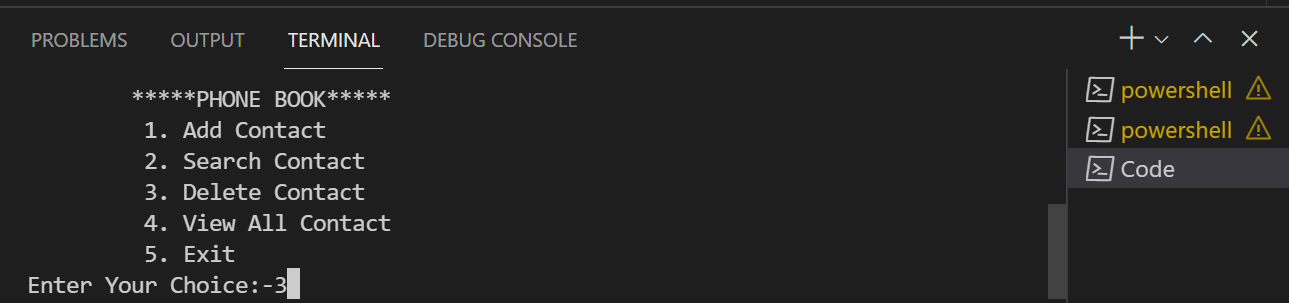 PROBLEMS OUTPUT TERMINAL DEBUG CONSOLE
*****PHONE BOOK*****
1. Add Contact
2. Search Contact
3. Delete Contact
4. View All Contact
5. Exit
Enter Your Choice:-3
powershell
powershell
Code